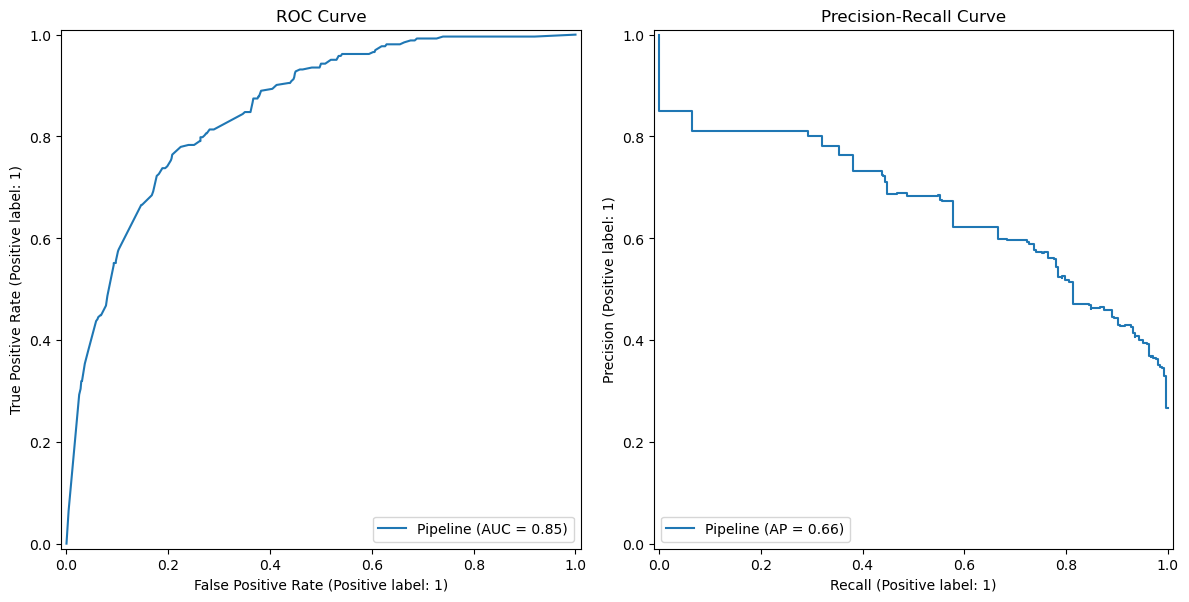 ROC Curve
1.0
0.8
0.6
0.4
0.2
0.0
True Positive Rate (Positive label: 1)
Pipeline (AUC = 0.85)
0.0 0.2 0.4 0.6 0.8 1.0
False Positive Rate (Positive label: 1)
Precision-Recall Curve
1.0
0.8
0.6
0.4
0.2
0.0
Precision (Positive label: 1)
Pipeline (AP = 0.66)
0.0 0.2 0.4 0.6 0.8 1.0
Recall (Positive label: 1)